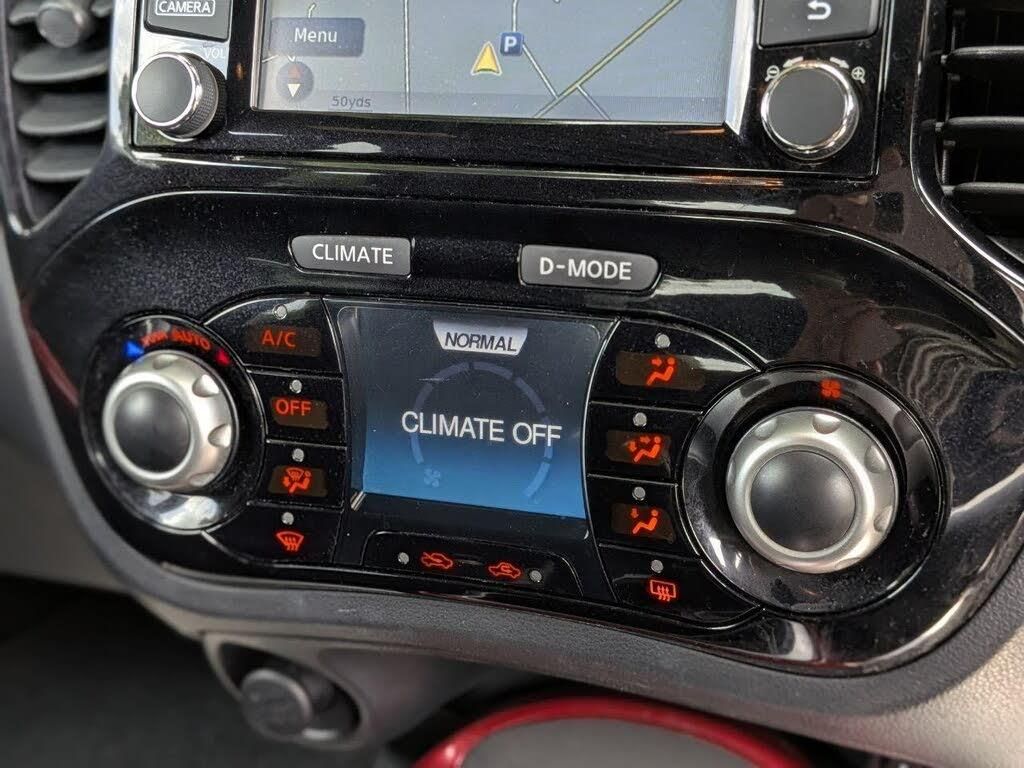 CAMERA
VOL
Menu
P
50yds
CLIMATE
D-MODE
AUTO
A/C
OFF
NORMAL
CLIMATE OFF